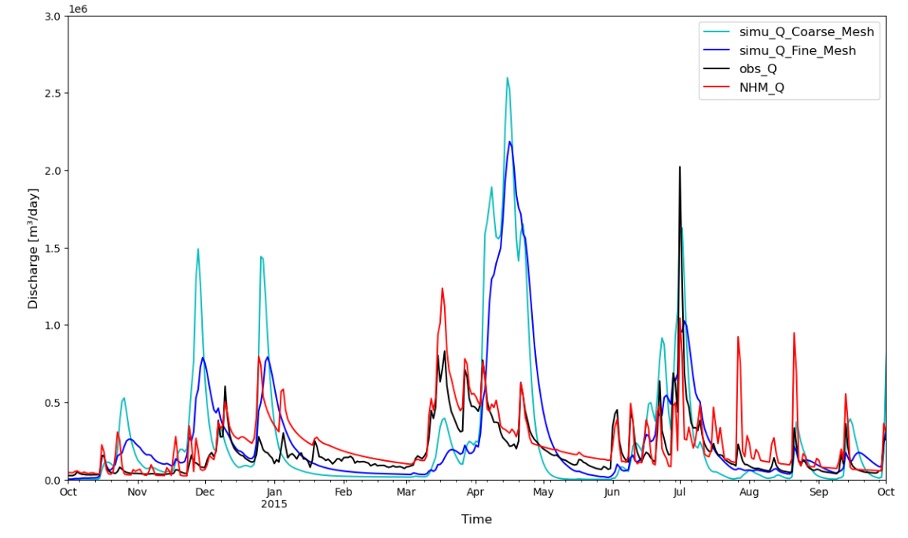 1e6
3.0
2.5
2.0
1.5
1.0
0.5
0.0
Discharge [m³/day]
simu_Q_Coarse_Mesh
simu_Q_Fine_Mesh
obs_Q
NHM_Q
Oct Nov Dec Jan Feb Mar Apr May Jun Jul Aug Sep Oct
2015
Time